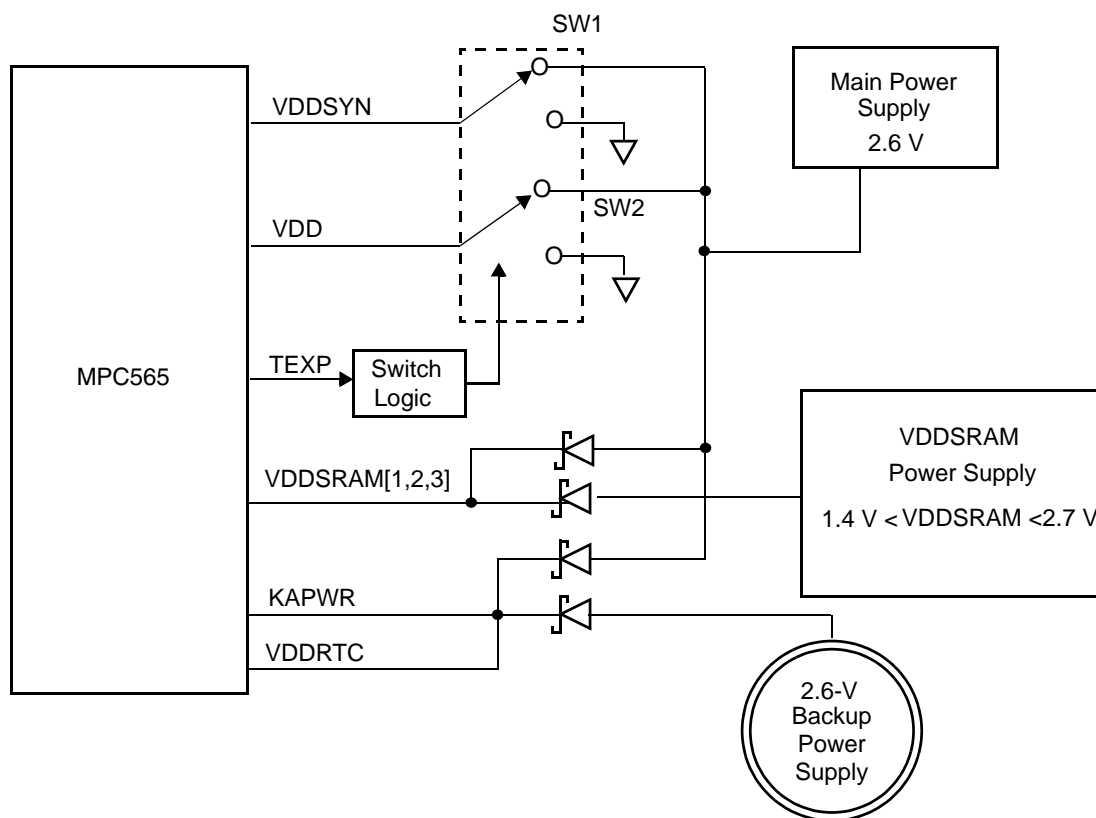 SW1
Main Power
Supply
2.6 V
VDDSYN
SW2
VDD
MPC565
TEXP
Switch
Logic
VDDSRAM
Power Supply
1.4 V < VDDSRAM <2.7 V
VDDSRAM[1,2,3]
KAPWR
VDDRTC
2.6-V
Backup
Power
Supply